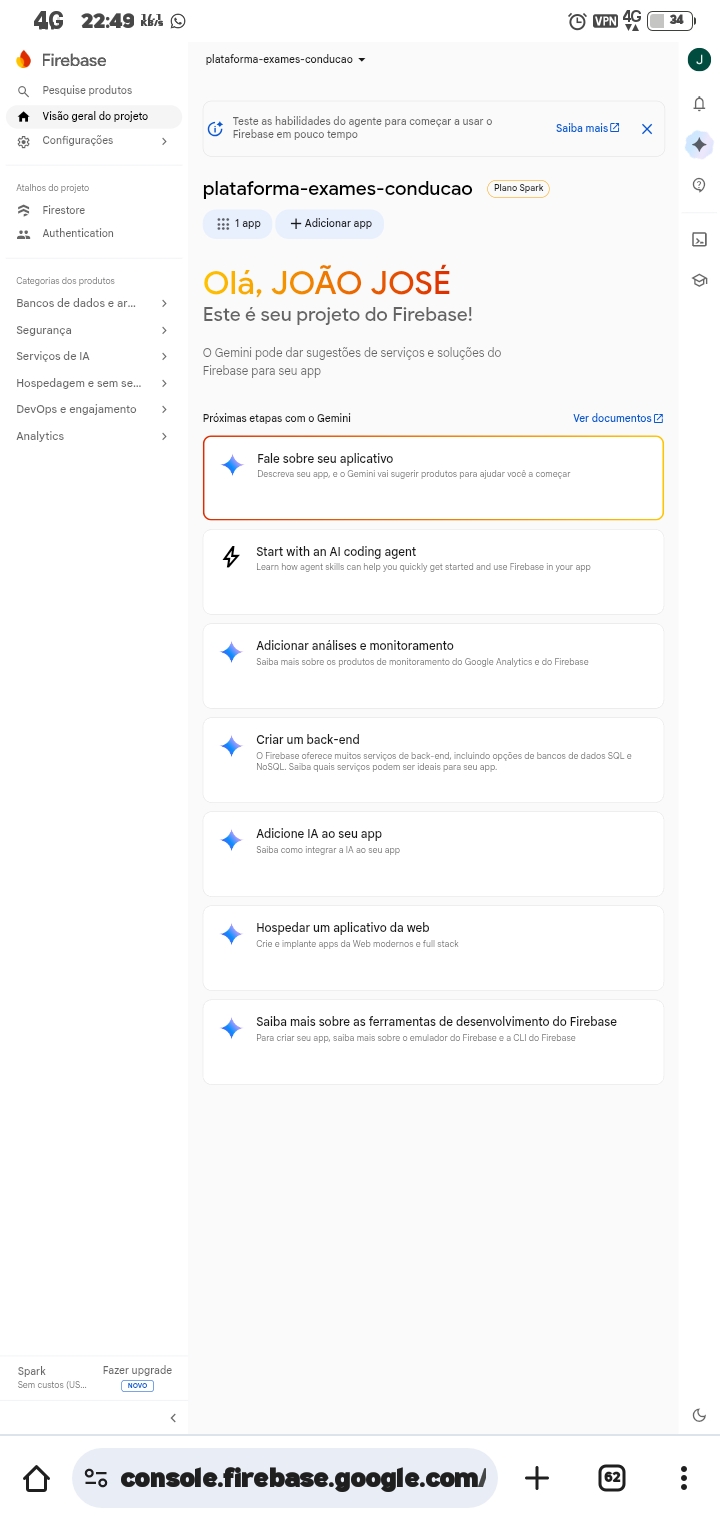 4G 22:49 16,1 KB/s VPN 4G 34
Firebase
Pesquise produtos
Visão geral do projeto
Configurações
Atalhos do projeto
Firestore
Authentication
Categorias dos produtos
Bancos de dados e ar...
Segurança
Serviços de IA
Hospedagem e sem se...
DevOps e engajamento
Analytics
plataforma-exames-conducao
J
Teste as habilidades do agente para começar a usar o
Firebase em pouco tempo
Saiba mais
plataforma-exames-conducao
Plano Spark
1 app
Adicionar app
Olá, JOÃO JOSÉ
Este é seu projeto do Firebase!
O Gemini pode dar sugestões de serviços e soluções do
Firebase para seu app
Próximas etapas com o Gemini
Ver documentos
Fale sobre seu aplicativo
Descreva seu app, e o Gemini vai sugerir produtos para ajudar você a começar
Start with an AI coding agent
Learn how agent skills can help you quickly get started and use Firebase in your app
Adicionar análises e monitoramento
Saiba mais sobre os produtos de monitoramento do Google Analytics e do Firebase
Criar um back-end
O Firebase oferece muitos serviços de back-end, incluindo opções de bancos de dados SQL e
NoSQL. Saiba quais serviços podem ser ideais para seu app.
Adicione IA ao seu app
Saiba como integrar a IA ao seu app
Hospedar um aplicativo da web
Crie e implante apps da Web modernos e full stack
Saiba mais sobre as ferramentas de desenvolvimento do Firebase
Para criar seu app, saiba mais sobre o emulador do Firebase e a CLI do Firebase
Spark
Sem custos (US...
Fazer upgrade
NOVO
console.firebase.google.com/
62